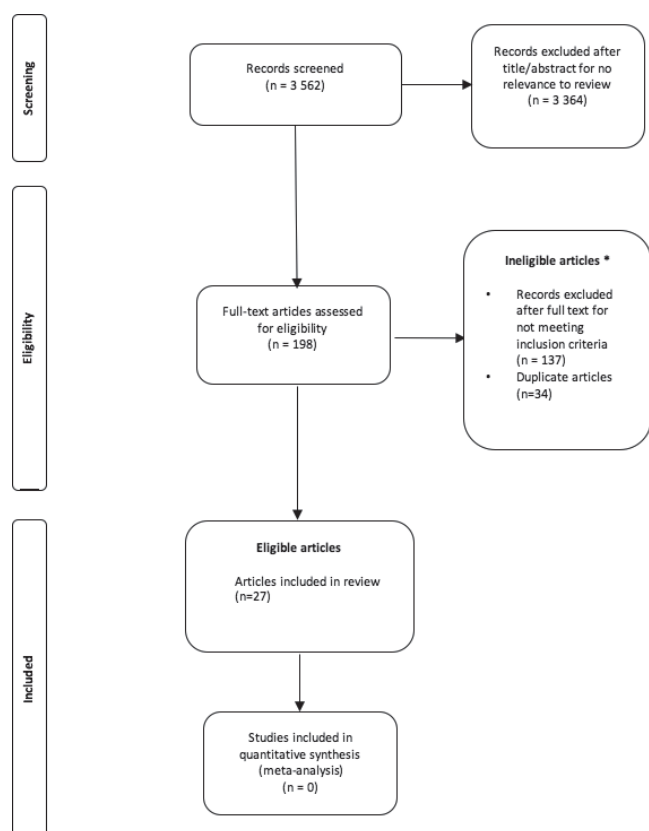 Screening
Records screened
(n = 3 562)
Records excluded after
title/abstract for no
relevance to review
(n = 3 364)
Eligibility
Full-text articles assessed
for eligibility
(n = 198)
Ineligible articles *
• Records excluded
after full text for
not meeting
inclusion criteria
(n = 137)
• Duplicate articles
(n=34)
Included
Eligible articles
Articles included in review
(n=27)
Studies included in
quantitative synthesis
(meta-analysis)
(n = 0)